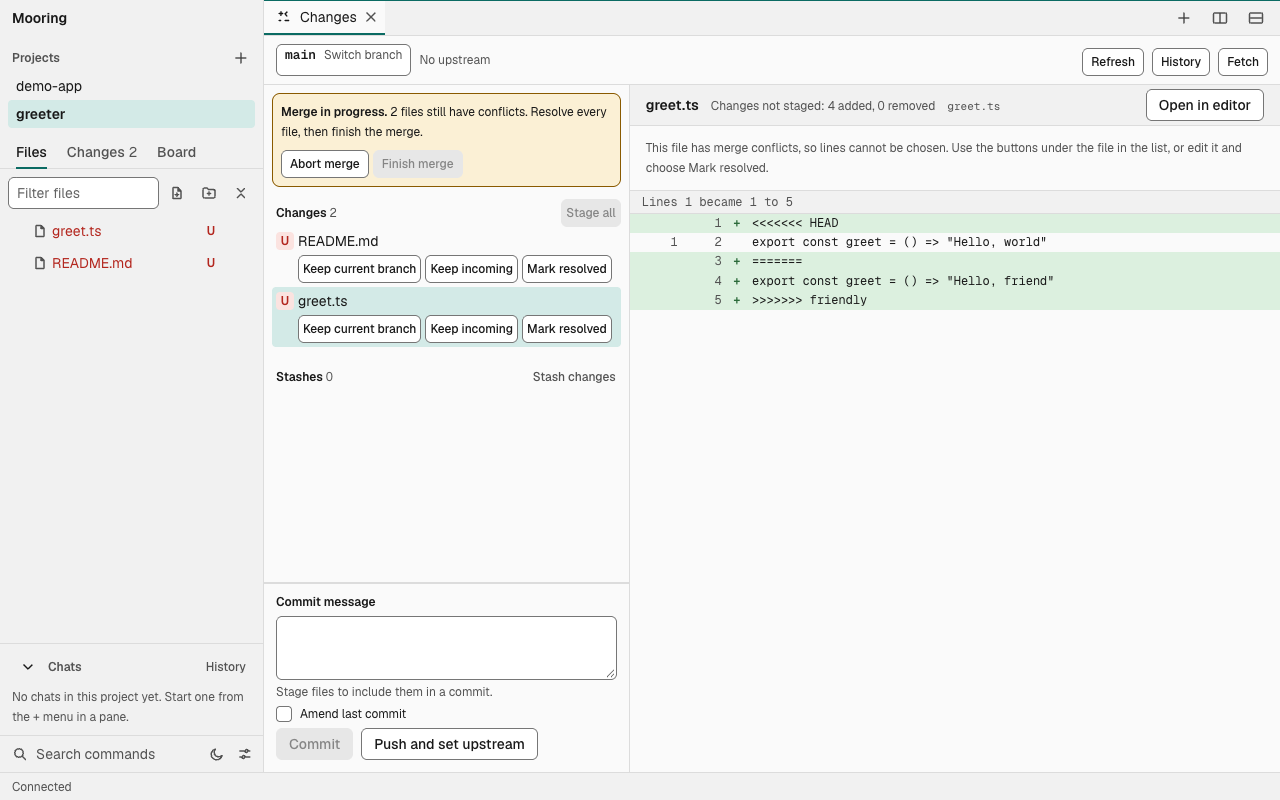 Mooring
Projects
demo-app
greeter
Files Changes 2 Board
Filter files
greet.ts U
README.md U
Chats History
No chats in this project yet. Start one from
the + menu in a pane.
Search commands
Connected
Changes
main Switch branch No upstream
Refresh History Fetch
Merge in progress. 2 files still have conflicts. Resolve every
file, then finish the merge.
Abort merge Finish merge
Changes 2 Stage all
U README.md
Keep current branch Keep incoming Mark resolved
U greet.ts
Keep current branch Keep incoming Mark resolved
Stashes 0 Stash changes
Commit message
Stage files to include them in a commit.
Amend last commit
Commit Push and set upstream
greet.ts Changes not staged: 4 added, 0 removed greet.ts Open in editor
This file has merge conflicts, so lines cannot be chosen. Use the buttons under the file in the list, or edit it and
choose Mark resolved.
Lines 1 became 1 to 5
1 + <<<<<<< HEAD
1 2 export const greet = () => "Hello, world"
3 + =======
4 + export const greet = () => "Hello, friend"
5 + >>>>>>> friendly